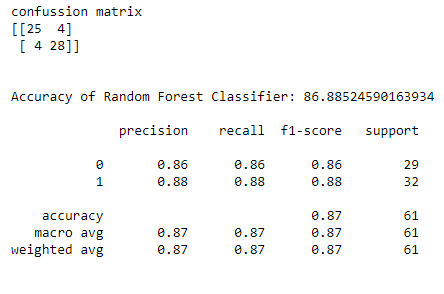 confussion matrix
[[25  4]
 [ 4 28]]
Accuracy of Random Forest Classifier: 86.88524590163934
precision    recall  f1-score   support
0       0.86      0.86      0.86        29
1       0.88      0.88      0.88        32
accuracy                           0.87        61
macro avg       0.87      0.87      0.87        61
weighted avg       0.87      0.87      0.87        61